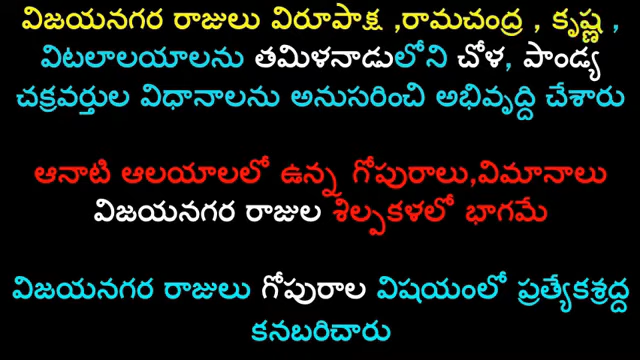 విజయనగర రాజులు విరూపాక్ష ,రామచంద్ర , కృష్ణ ,
విటలాలయాలను తమిళనాడులోని చోళ, పాండ్య
చక్రవర్తుల విధానాలను అనుసరించి అభివృద్ది చేశారు
ఆనాటి ఆలయాలలో ఉన్న గోపురాలు,విమానాలు
విజయనగర రాజుల శిల్పకళలో భాగమే
విజయనగర రాజులు గోపురాల విషయంలో ప్రత్యేకశ్రద్ద
కనబరిచారు